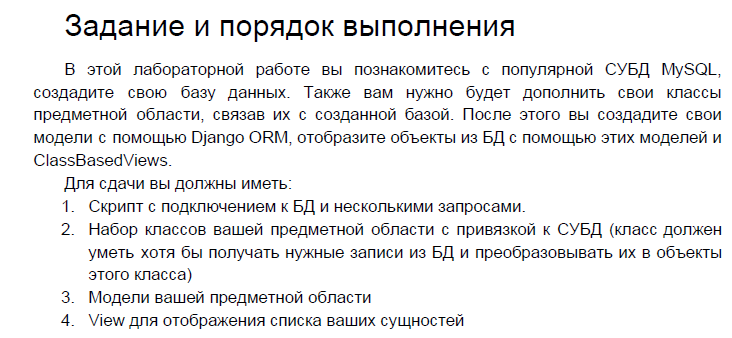 Задание и порядок выполнения
В этой лабораторной работе вы познакомитесь с популярной СУБД MySQL,
создадите свою базу данных. Также вам нужно будет дополнить свои классы
предметной области, связав их с созданной базой. После этого вы создадите свои
модели с помощью Django ORM, отобразите объекты из БД с помощью этих моделей и
ClassBasedViews.
Для сдачи вы должны иметь:
1. Скрипт с подключением к БД и несколькими запросами.
2. Набор классов вашей предметной области с привязкой к СУБД (класс должен
уметь хотя бы получать нужные записи из БД и преобразовывать их в объекты
этого класса)
3. Модели вашей предметной области
4. View для отображения списка ваших сущностей